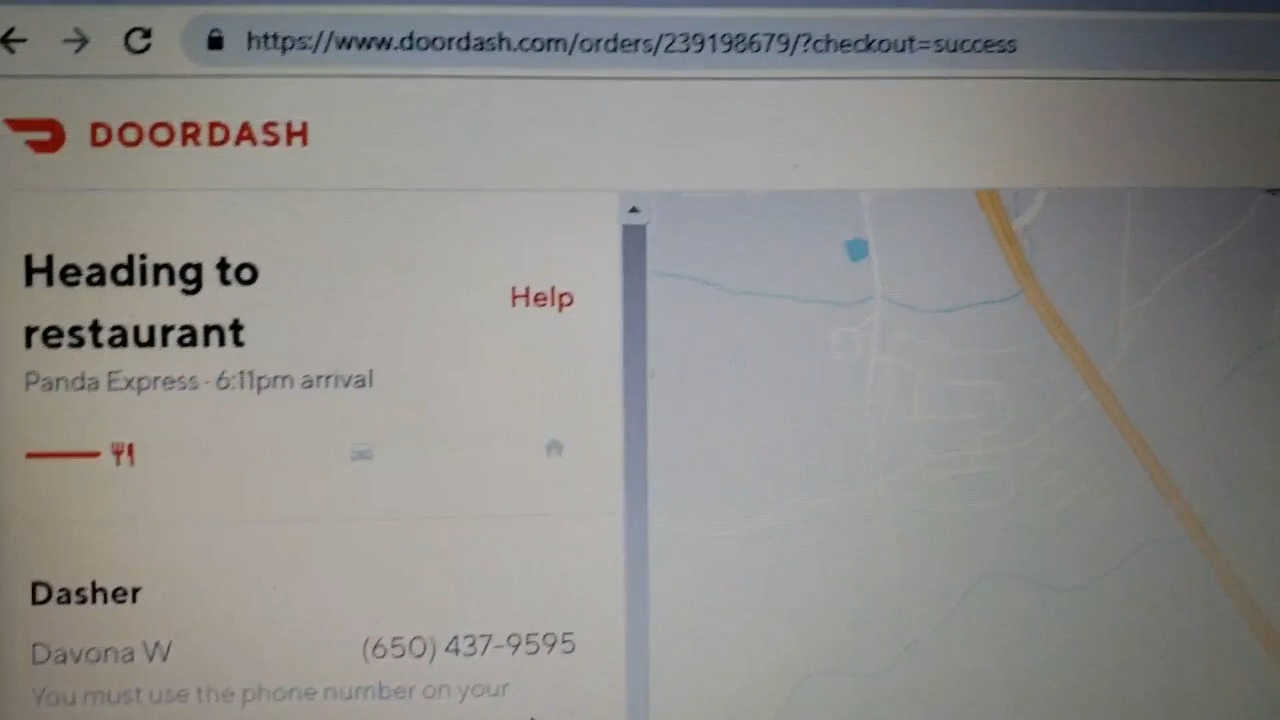 https://www.doordash.com/orders/239198679/?checkout=success
DOORDASH
Heading to
restaurant
Help
Panda Express · 6:11pm arrival
Dasher
Davona W
(650) 437-9595
You must use the phone number on your